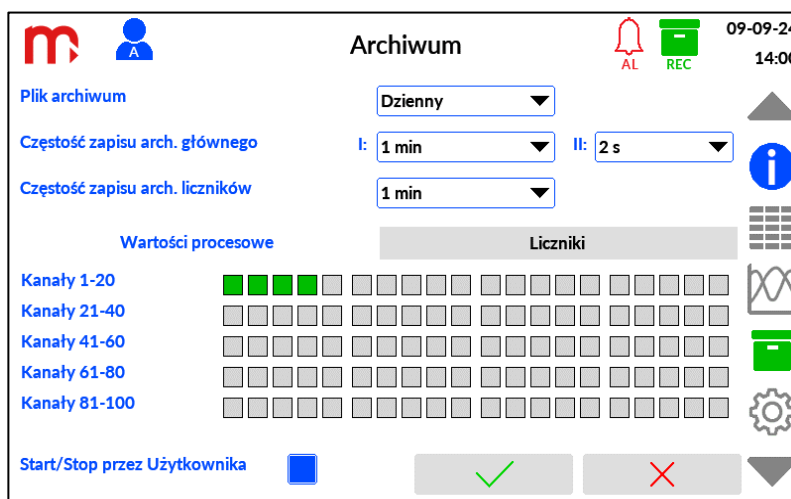 A
Archiwum
AL
REC
09-09-24
14:00
Plik archiwum
Dzienny
Częstość zapisu arch. głównego
I: 1 min
II: 2 s
Częstość zapisu arch. liczników
1 min
Wartości procesowe
Liczniki
Kanały 1-20
Kanały 21-40
Kanały 41-60
Kanały 61-80
Kanały 81-100
Start/Stop przez Użytkownika